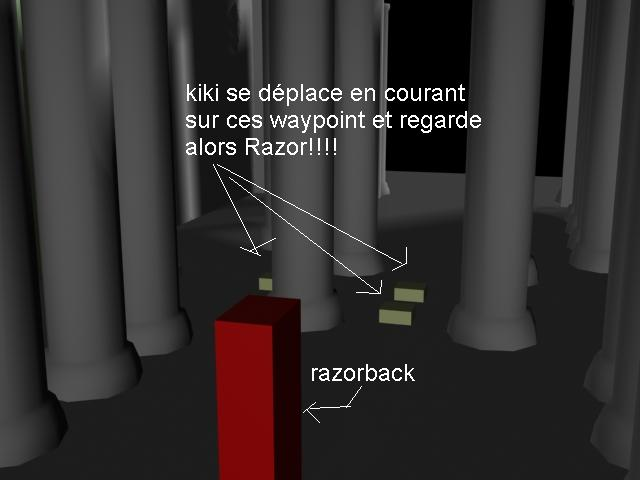 kiki se déplace en courant
sur ces waypoint et regarde
alors Razor!!!!
razorback